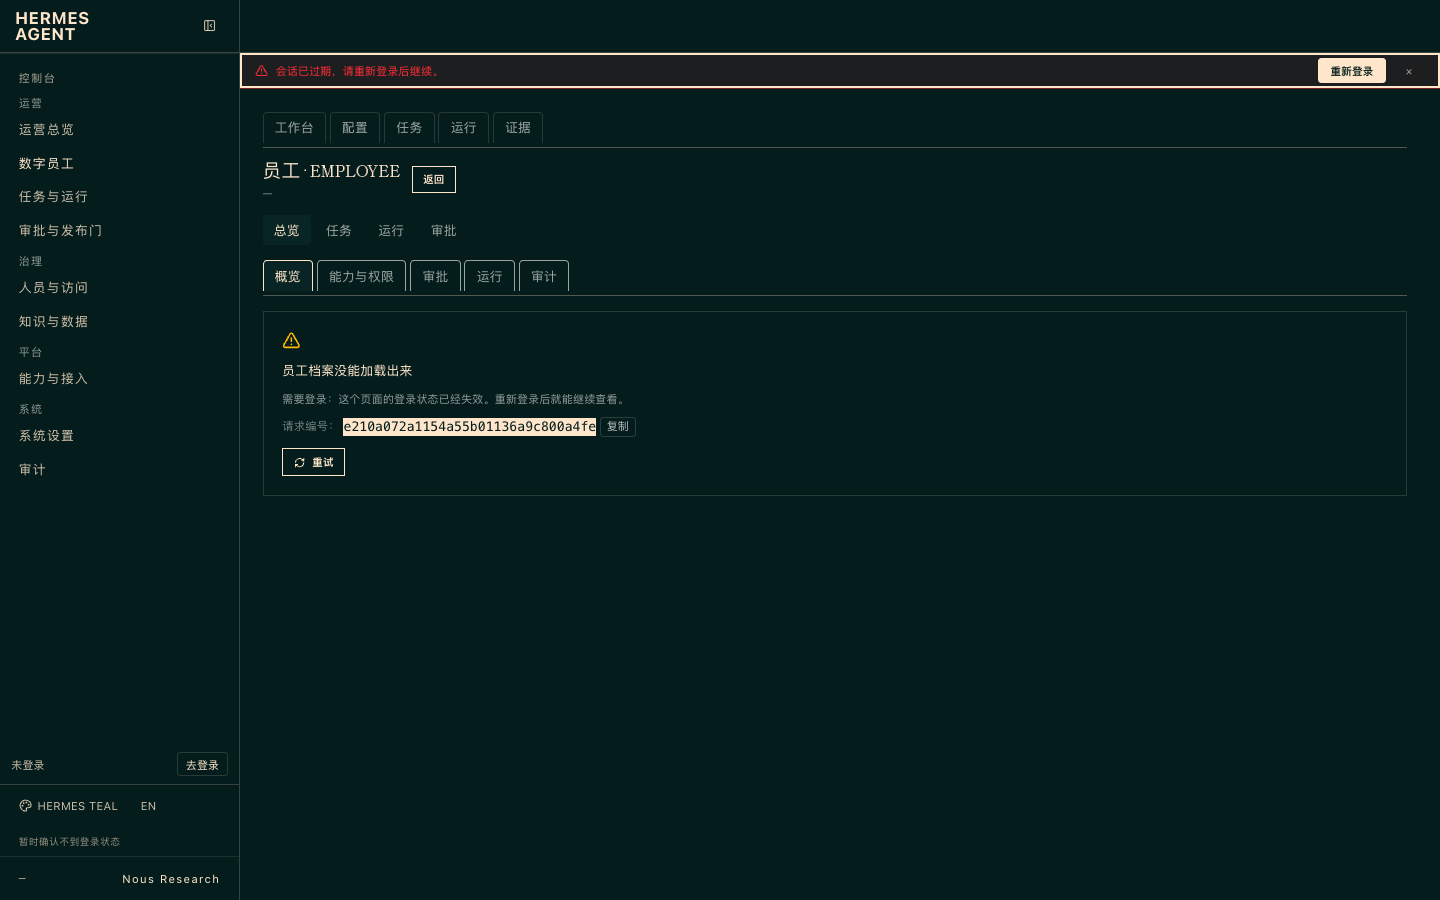 HERMES
AGENT
控制台
运营
运营总览
数字员工
任务与运行
审批与发布门
治理
人员与访问
知识与数据
平台
能力与接入
系统
系统设置
审计
未登录
去登录
HERMES TEAL
EN
暂时确认不到登录状态
—
Nous Research
会话已过期，请重新登录后继续。
重新登录
×
工作台
配置
任务
运行
证据
员工 · EMPLOYEE
返回
—
总览
任务
运行
审批
概览
能力与权限
审批
运行
审计
员工档案没能加载出来
需要登录：这个页面的登录状态已经失效。重新登录后就能继续查看。
请求编号： e210a072a1154a55b01136a9c800a4fe 复制
重试